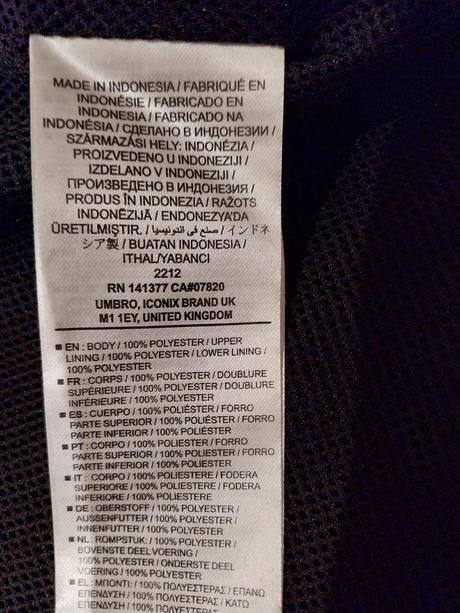 MADE IN INDONESIA / FABRIQUÉ EN
INDONÉSIE / FABRICADO EN
INDONESIA / FABRICADO NA
INDONÉSIA / СДЕЛАНО В ИНДОНЕЗИИ /
SZÁRMAZÁSI HELY: INDONÉZIA /
PROIZVEDENO U INDONEZIJI /
IZDELANO V INDONEZIJI /
ПРОИЗВЕДЕНО В ИНДОНЕЗИЯ /
PRODUS ÎN INDONEZIA / RAŽOTS
INDONĒZIJĀ / ENDONEZYA'DA
ÜRETILMIŞTIR. / صنع في اندونيسيا / インドネ
シア製 / BUATAN INDONESIA /
ITHAL/YABANCI
2212
RN 141377 CA#07820
UMBRO, ICONIX BRAND UK
M1 1EY, UNITED KINGDOM
EN : BODY / 100% POLYESTER / UPPER
LINING / 100% POLYESTER / LOWER LINING /
100% POLYESTER
FR : CORPS / 100% POLYESTER / DOUBLURE
SUPÉRIEURE / 100% POLYESTER / DOUBLURE
INFÉRIEURE / 100% POLYESTER
ES : CUERPO / 100% POLIÉSTER / FORRO
PARTE SUPERIOR / 100% POLIÉSTER / FORRO
PARTE INFERIOR / 100% POLIÉSTER
PT : CORPO / 100% POLIÉSTER / FORRO
PARTE SUPERIOR / 100% POLIÉSTER / FORRO
PARTE INFERIOR / 100% POLIÉSTER
IT : CORPO / 100% POLIESTERE / FODERA
SUPERIORE / 100% POLIESTERE / FODERA
INFERIORE / 100% POLIESTERE
DE : OBERSTOFF / 100% POLYESTER /
AUSSENFUTTER / 100% POLYESTER /
INNENFUTTER / 100% POLYESTER
NL : ROMPSTUK: / 100% POLYESTER /
BOVENSTE DEEL VOERING /
100% POLYESTER / ONDERSTE DEEL
VOERING / 100% POLYESTER
EL : ΜΠΟΝΤΙ: / 100% ΠΟΛΥΕΣΤΕΡΑΣ / ΕΠΑΝΩ
ΕΠΕΝΔΥΣΗ / 100% ΠΟΛΥΕΣΤΕΡΑΣ / ΚΑΤΩ
ΕΠΕΝΔΥΣΗ / 100% ΠΟΛΥΕΣΤΕΡΑΣ